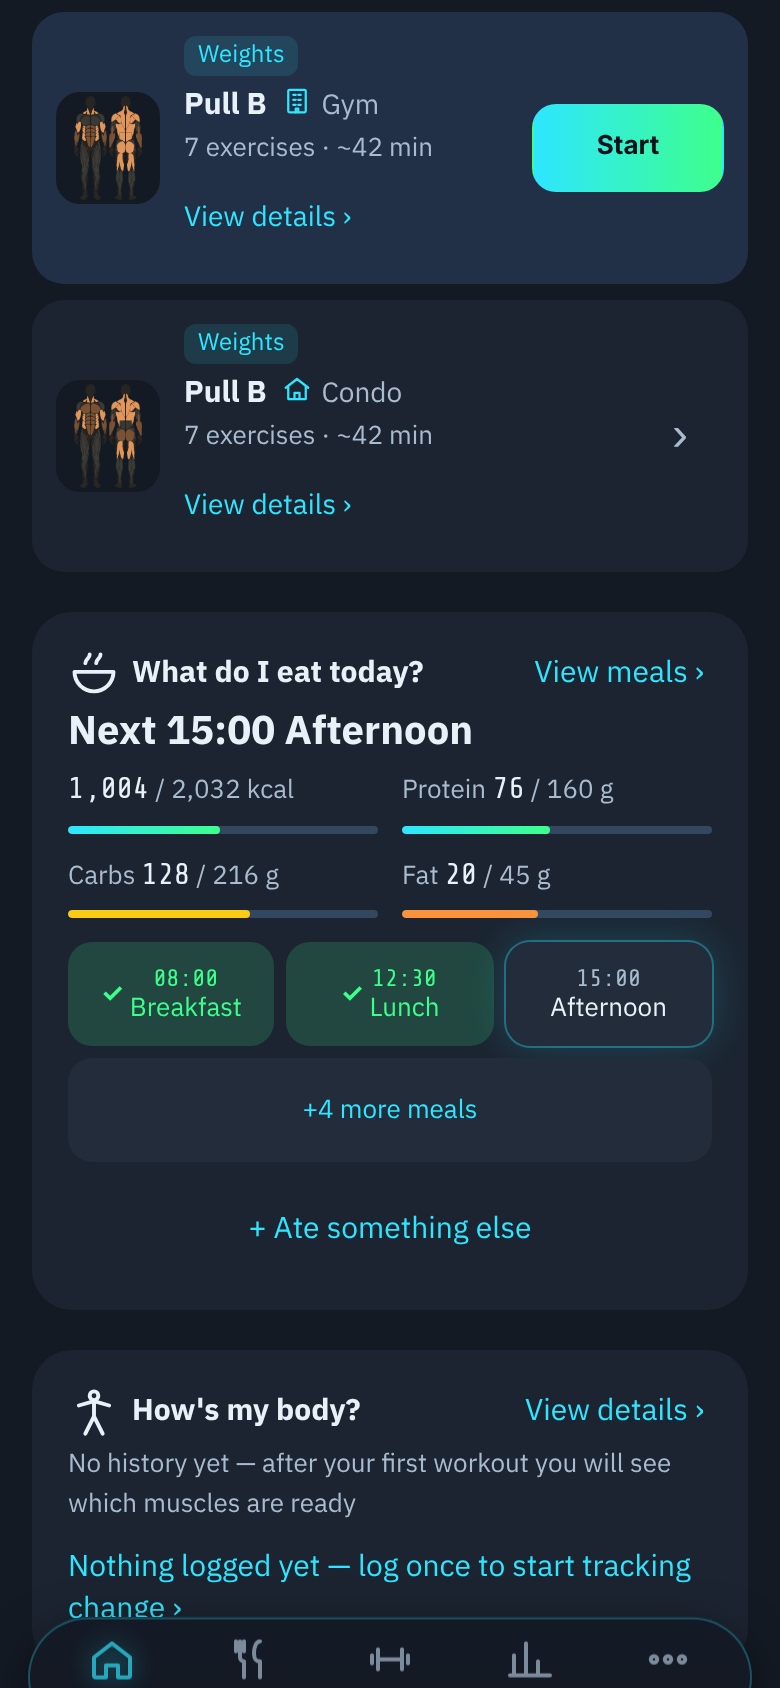 Weights
Pull B Gym
7 exercises · ~42 min
Start
View details ›
Weights
Pull B Condo
7 exercises · ~42 min
View details ›
What do I eat today?
View meals ›
Next 15:00 Afternoon
1,004 / 2,032 kcal
Protein 76 / 160 g
Carbs 128 / 216 g
Fat 20 / 45 g
08:00
Breakfast
12:30
Lunch
15:00
Afternoon
+4 more meals
+ Ate something else
How's my body?
View details ›
No history yet — after your first workout you will see
which muscles are ready
Nothing logged yet — log once to start tracking
change ›